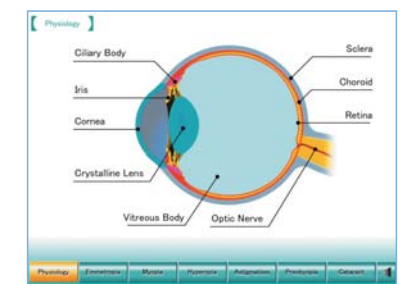 【 Physiology 】
Ciliary Body
Sclera
Iris
Choroid
Cornea
Retina
Crystalline Lens
Vitreous Body
Optic Nerve
Physiology Emmetropia Myopia Hyperopia Astigmatism Presbyopia Cataract